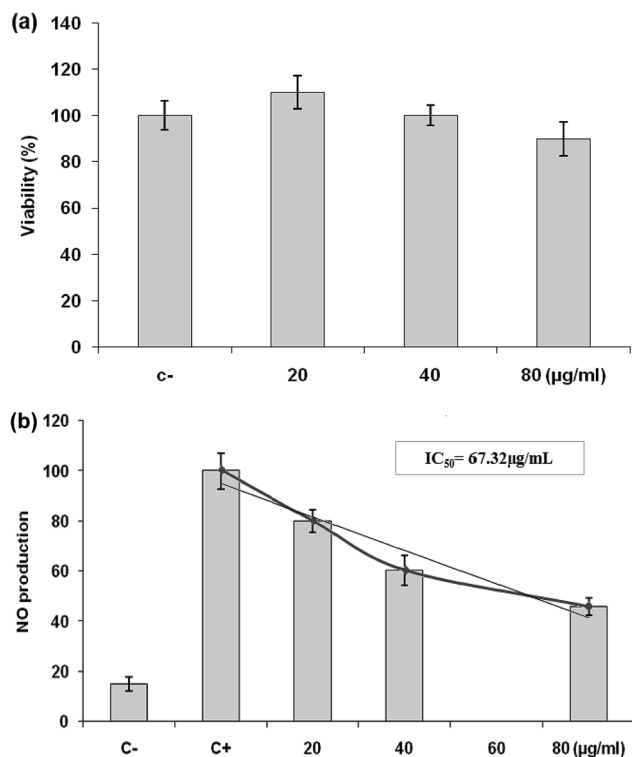 (a)
140
120
100
80
60
40
20
0
Viability (%)
c- 20 40 80 (µg/ml)
(b)
120
100
80
60
40
20
0
NO production
IC50= 67.32µg/mL
C- C+ 20 40 60 80 (µg/ml)